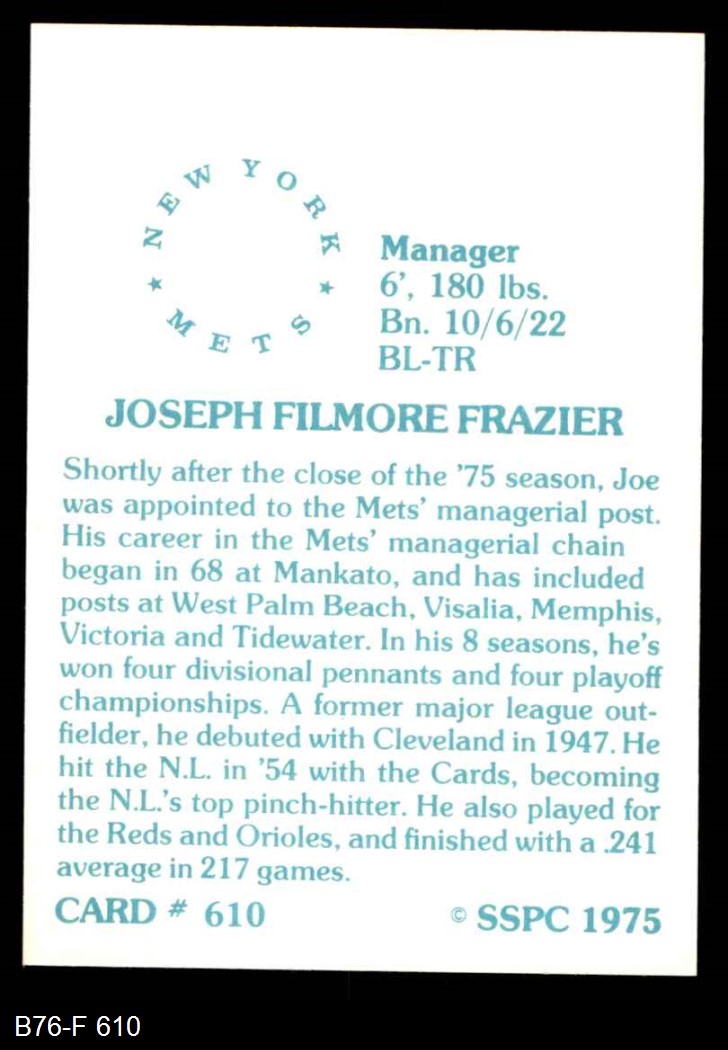 NEW YORK
★ METS ★
Manager
6', 180 lbs.
Bn. 10/6/22
BL-TR
JOSEPH FILMORE FRAZIER
Shortly after the close of the '75 season, Joe
was appointed to the Mets' managerial post.
His career in the Mets' managerial chain
began in 68 at Mankato, and has included
posts at West Palm Beach, Visalia, Memphis,
Victoria and Tidewater. In his 8 seasons, he's
won four divisional pennants and four playoff
championships. A former major league out-
fielder, he debuted with Cleveland in 1947. He
hit the N.L. in '54 with the Cards, becoming
the N.L.'s top pinch-hitter. He also played for
the Reds and Orioles, and finished with a .241
average in 217 games.
CARD # 610 © SSPC 1975
B76-F 610